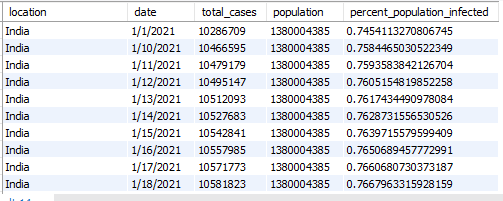 location date total_cases population percent_population_infected
India 1/1/2021 10286709 1380004385 0.7454113270806745
India 1/10/2021 10466595 1380004385 0.7584465030522349
India 1/11/2021 10479179 1380004385 0.7593583842126704
India 1/12/2021 10495147 1380004385 0.7605154819852258
India 1/13/2021 10512093 1380004385 0.7617434490978084
India 1/14/2021 10527683 1380004385 0.7628731556530526
India 1/15/2021 10542841 1380004385 0.7639715579599409
India 1/16/2021 10557985 1380004385 0.7650689457772991
India 1/17/2021 10571773 1380004385 0.7660680730373187
India 1/18/2021 10581823 1380004385 0.7667963315928159